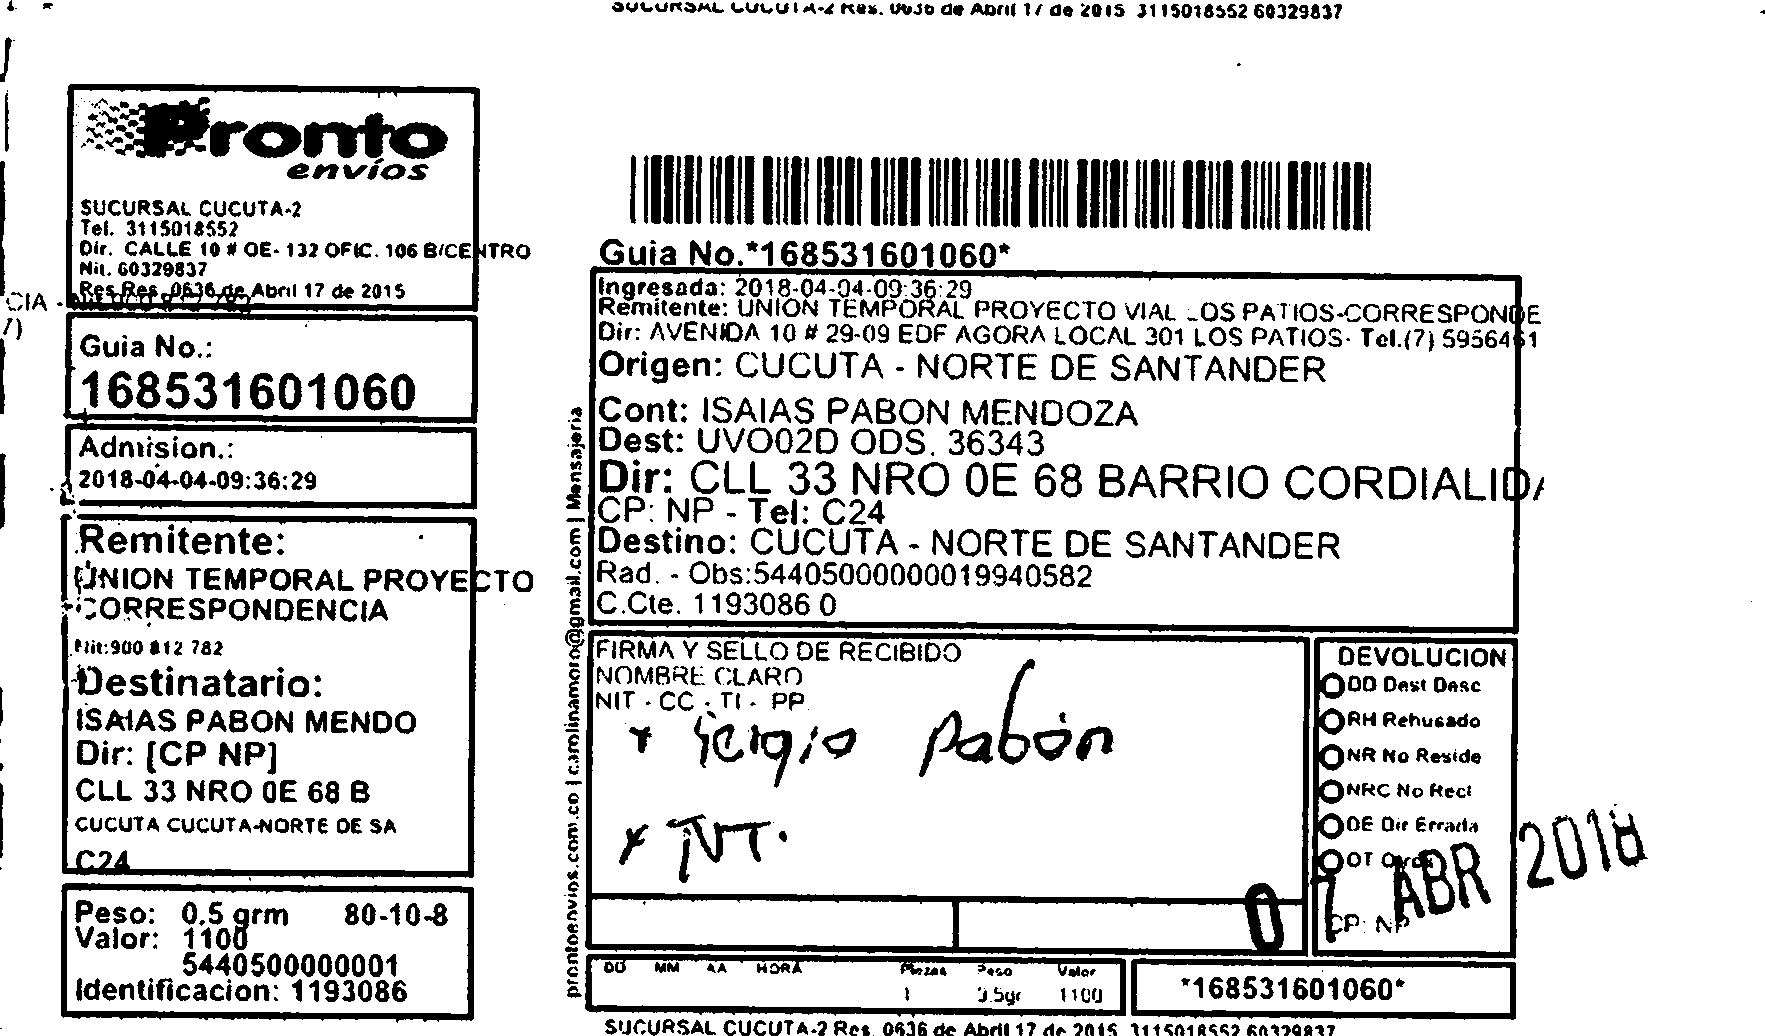 SUCURSAL CUCUTA-2 Res. 0636 de Abril 17 de 2015 3115018552 60329837
Pronto
envíos
SUCURSAL CUCUTA-2
Tel. 3115018552
Dir. CALLE 10 # OE- 132 OFIC. 106 B/CENTRO
Nit. 60329837
Res Res. 0636 de Abril 17 de 2015
CIA -
7)
Guia No.:
168531601060
Admision.:
2018-04-04-09:36:29
Remitente:
UNION TEMPORAL PROYECTO
CORRESPONDENCIA
Nit:900 812 782
Destinatario:
ISAIAS PABON MENDO
Dir: [CP NP]
CLL 33 NRO 0E 68 B
CUCUTA CUCUTA-NORTE DE SA
C24
Peso: 0.5 grm 80-10-8
Valor: 1100
5440500000001
Identificacion: 1193086
prontoenvios.com.co | carolinamoro@gmail.com | Mensajeria
Guia No.*168531601060*
Ingresada: 2018-04-04-09:36:29
Remitente: UNION TEMPORAL PROYECTO VIAL LOS PATIOS-CORRESPONDE
Dir: AVENIDA 10 # 29-09 EDF AGORA LOCAL 301 LOS PATIOS- Tel.(7) 5956461
Origen: CUCUTA - NORTE DE SANTANDER
Cont: ISAIAS PABON MENDOZA
Dest: UVO02D ODS. 36343
Dir: CLL 33 NRO 0E 68 BARRIO CORDIALIDA
CP: NP - Tel: C24
Destino: CUCUTA - NORTE DE SANTANDER
Rad. - Obs:54405000000019940582
C.Cte. 1193086 0
FIRMA Y SELLO DE RECIBIDO
NOMBRE CLARO
NIT - CC - TI - PP
x Sergio Pabón
x TNT.
DEVOLUCION
DD Dest Desc
RH Rehusado
NR No Reside
NRC No Recl
DE Dir Errada
OT Otros
CP: NP
07 ABR 2018
DD MM AA HORA Piezas Peso Valor
1 0.5gr 1100
*168531601060*
SUCURSAL CUCUTA-2 Res. 0636 de Abril 17 de 2015 3115018552 60329837